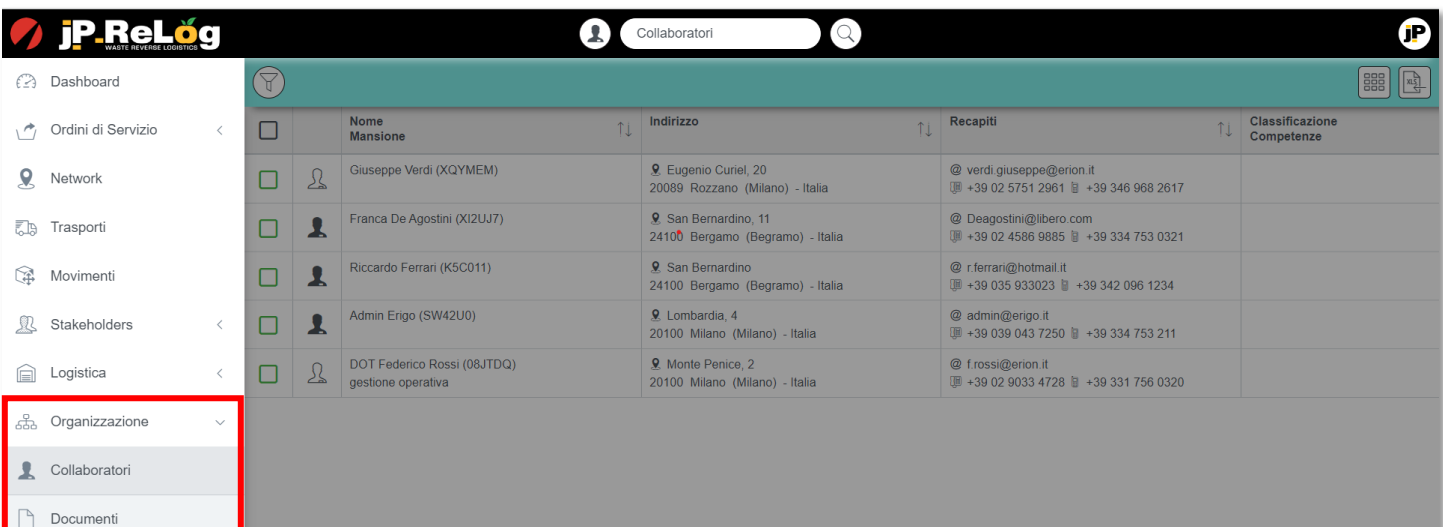 jP.ReLog
WASTE REVERSE LOGISTICS
Collaboratori
jP
Dashboard
Ordini di Servizio
Network
Trasporti
Movimenti
Stakeholders
Logistica
Organizzazione
Collaboratori
Documenti
XLS
Nome
Mansione
Indirizzo
Recapiti
Classificazione
Competenze
Giuseppe Verdi (XQYMEM)
Eugenio Curiel, 20
20089 Rozzano (Milano) - Italia
@ verdi.giuseppe@erion.it
+39 02 5751 2961 +39 346 968 2617
Franca De Agostini (XI2UJ7)
San Bernardino, 11
24100 Bergamo (Begramo) - Italia
@ Deagostini@libero.com
+39 02 4586 9885 +39 334 753 0321
Riccardo Ferrari (K5C011)
San Bernardino
24100 Bergamo (Begramo) - Italia
@ r.ferrari@hotmail.it
+39 035 933023 +39 342 096 1234
Admin Erigo (SW42U0)
Lombardia, 4
20100 Milano (Milano) - Italia
@ admin@erigo.it
+39 039 043 7250 +39 334 753 211
DOT Federico Rossi (08JTDQ)
gestione operativa
Monte Penice, 2
20100 Milano (Milano) - Italia
@ f.rossi@erion.it
+39 02 9033 4728 +39 331 756 0320